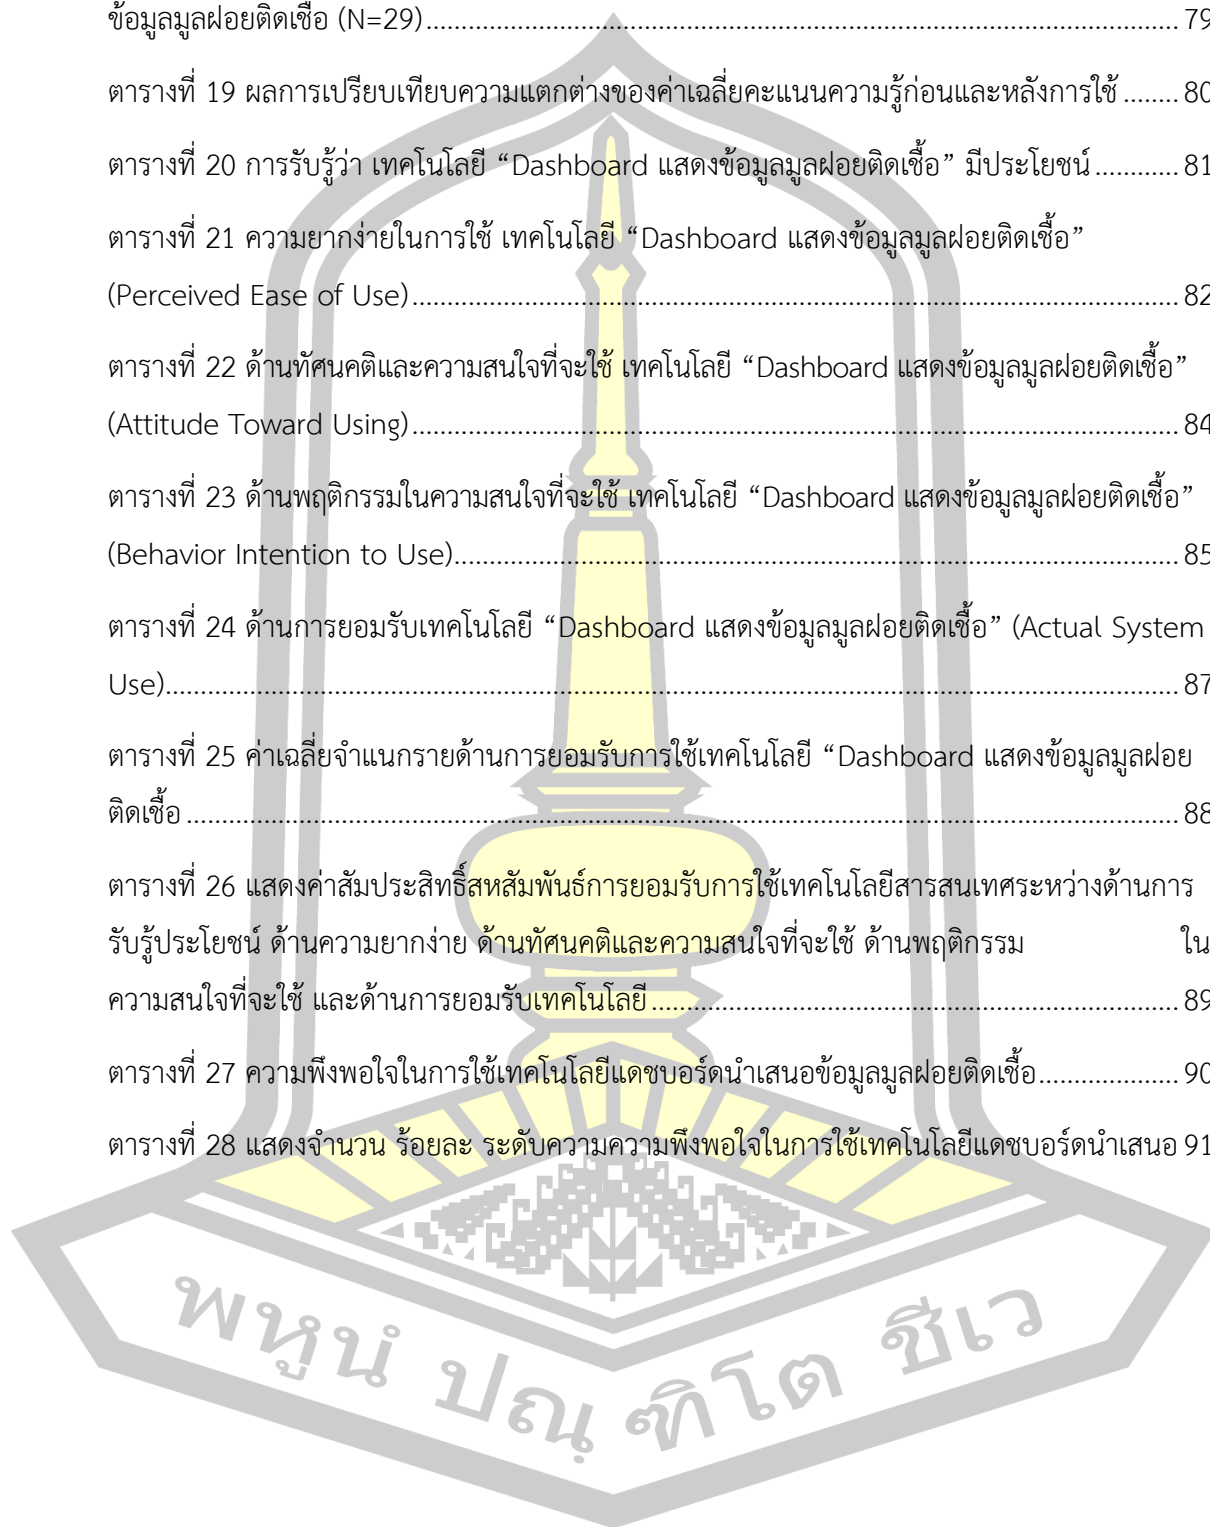 ข้อมูลมูลฝอยติดเชื้อ (N=29).......................................................................................................... 79
ตารางที่ 19 ผลการเปรียบเทียบความแตกต่างของค่าเฉลี่ยคะแนนความรู้ก่อนและหลังการใช้ ........ 80
ตารางที่ 20 การรับรู้ว่า เทคโนโลยี “Dashboard แสดงข้อมูลมูลฝอยติดเชื้อ” มีประโยชน์ ............ 81
ตารางที่ 21 ความยากง่ายในการใช้ เทคโนโลยี “Dashboard แสดงข้อมูลมูลฝอยติดเชื้อ”
(Perceived Ease of Use)............................................................................................................ 82
ตารางที่ 22 ด้านทัศนคติและความสนใจที่จะใช้ เทคโนโลยี “Dashboard แสดงข้อมูลมูลฝอยติดเชื้อ”
(Attitude Toward Using)............................................................................................................ 84
ตารางที่ 23 ด้านพฤติกรรมในความสนใจที่จะใช้ เทคโนโลยี “Dashboard แสดงข้อมูลมูลฝอยติดเชื้อ”
(Behavior Intention to Use)...................................................................................................... 85
ตารางที่ 24 ด้านการยอมรับเทคโนโลยี “Dashboard แสดงข้อมูลมูลฝอยติดเชื้อ” (Actual System
Use)............................................................................................................................................... 87
ตารางที่ 25 ค่าเฉลี่ยจำแนกรายด้านการยอมรับการใช้เทคโนโลยี “Dashboard แสดงข้อมูลมูลฝอย
ติดเชื้อ ............................................................................................................................................ 88
ตารางที่ 26 แสดงค่าสัมประสิทธิ์สหสัมพันธ์การยอมรับการใช้เทคโนโลยีสารสนเทศระหว่างด้านการ
รับรู้ประโยชน์ ด้านความยากง่าย ด้านทัศนคติและความสนใจที่จะใช้ ด้านพฤติกรรม ใน
ความสนใจที่จะใช้ และด้านการยอมรับเทคโนโลยี.......................................................................... 89
ตารางที่ 27 ความพึงพอใจในการใช้เทคโนโลยีแดชบอร์ดนำเสนอข้อมูลมูลฝอยติดเชื้อ.................... 90
ตารางที่ 28 แสดงจำนวน ร้อยละ ระดับความความพึงพอใจในการใช้เทคโนโลยีแดชบอร์ดนำเสนอ 91
พหูนํ ปณฺ ฑิโต ชีเว